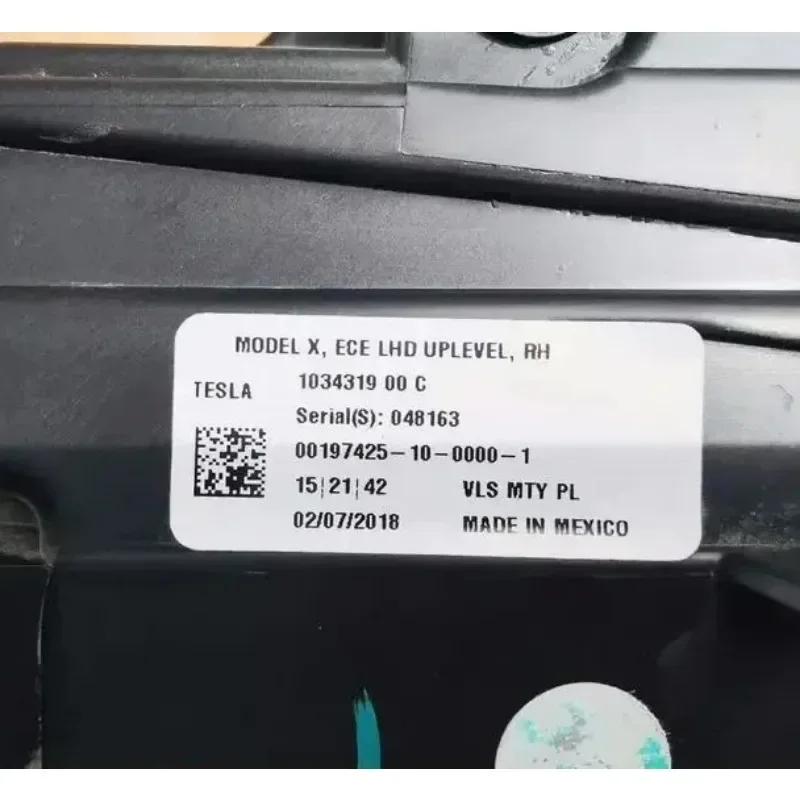 MODEL X, ECE LHD UPLEVEL, RH
TESLA
1034319 00 C
Serial(S): 048163
00197425-10-0000-1
15|21|42 VLS MTY PL
02/07/2018 MADE IN MEXICO